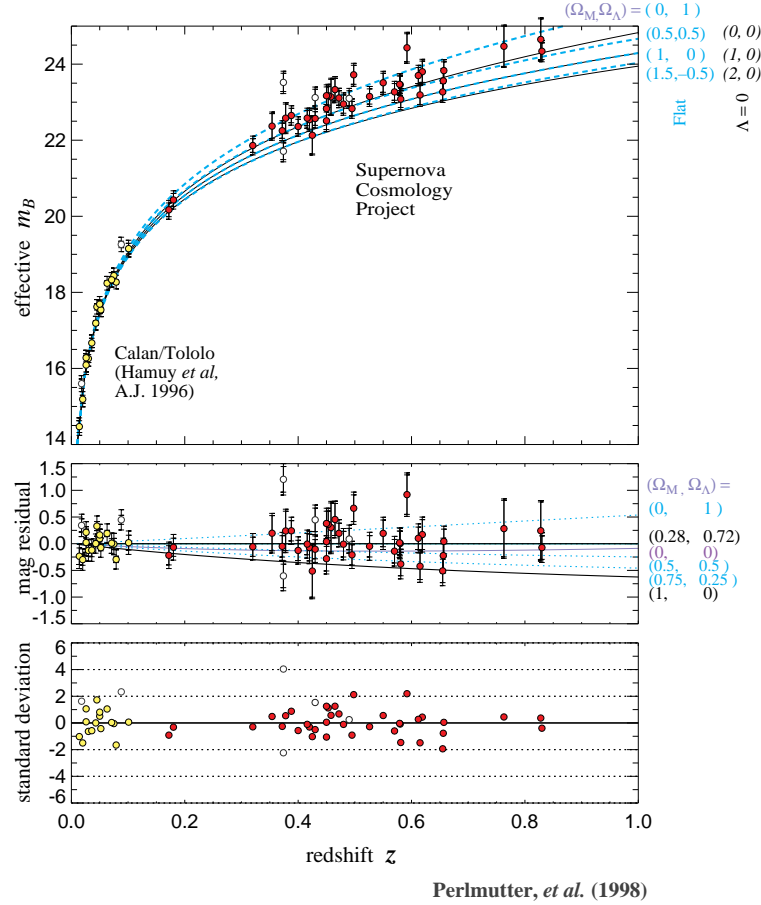 (Ω_M,Ω_Λ) = ( 0, 1 )
(0.5,0.5) (0, 0)
( 1, 0 ) (1, 0)
(1.5,–0.5) (2, 0)
Flat
Λ = 0
24
22
20
18
16
14
effective m_B
Supernova
Cosmology
Project
Calan/Tololo
(Hamuy et al,
A.J. 1996)
1.5
1.0
0.5
0.0
-0.5
-1.0
-1.5
mag residual
(Ω_M , Ω_Λ) =
(0, 1)
(0.28, 0.72)
(0, 0)
(0.5, 0.5 )
(0.75, 0.25 )
(1, 0)
6
4
2
0
-2
-4
-6
standard deviation
0.0 0.2 0.4 0.6 0.8 1.0
redshift z
Perlmutter, et al. (1998)